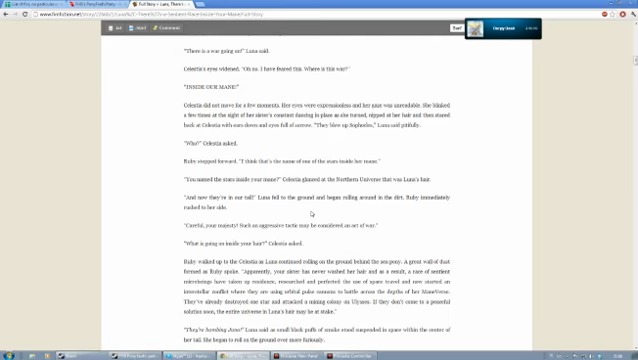 "There is a war going on!" Luna said.
Celestia's eyes widened. "Oh no. I have feared this. Where is this war?"
"INSIDE OUR MANE!"
Celestia did not move for a few moments. Her eyes were expressionless and her gaze was unreadable. She blinked
a few times at the sight of her sister's constant dancing in place as she turned, nipped at her hair and then stared
back at Celestia with ears down and eyes full of sorrow. "They blew up Sopherlos," Luna said pitifully.
"Who?" Celestia asked.
Ruby stepped forward. "I think that's the name of one of the stars inside her mane."
"You named the stars inside your mane?" Celestia glanced at the Northern Universe that was Luna's hair.
"And now they're in our tail!" Luna fell to the ground and began rolling around in the dirt. Ruby immediately
rushed to her side.
"Careful, your majesty! Such an aggressive tactic may be considered an act of war."
"What is going on inside your hair?" Celestia asked.
Ruby walked up to the Celestia as Luna continued rolling on the ground behind the sea pony. A great wall of dust
formed as Ruby spoke. "Apparently, your sister has never washed her hair and as a result, a race of sentient
microbeings have taken up residence, researched and perfected the use of space travel and now started an
interstellar conflict where they are using orbital pulse cannons to battle across the depths of her ManeVerse.
They've already destroyed one star and attacked a mining colony on Ulysses. If they don't come to a peaceful
solution soon, the entire universe in Luna's hair may be at stake."
Luna said as small black puffs of smoke stood suspended in space within the center of
her tail. She began to roll on the ground ever more furiously.